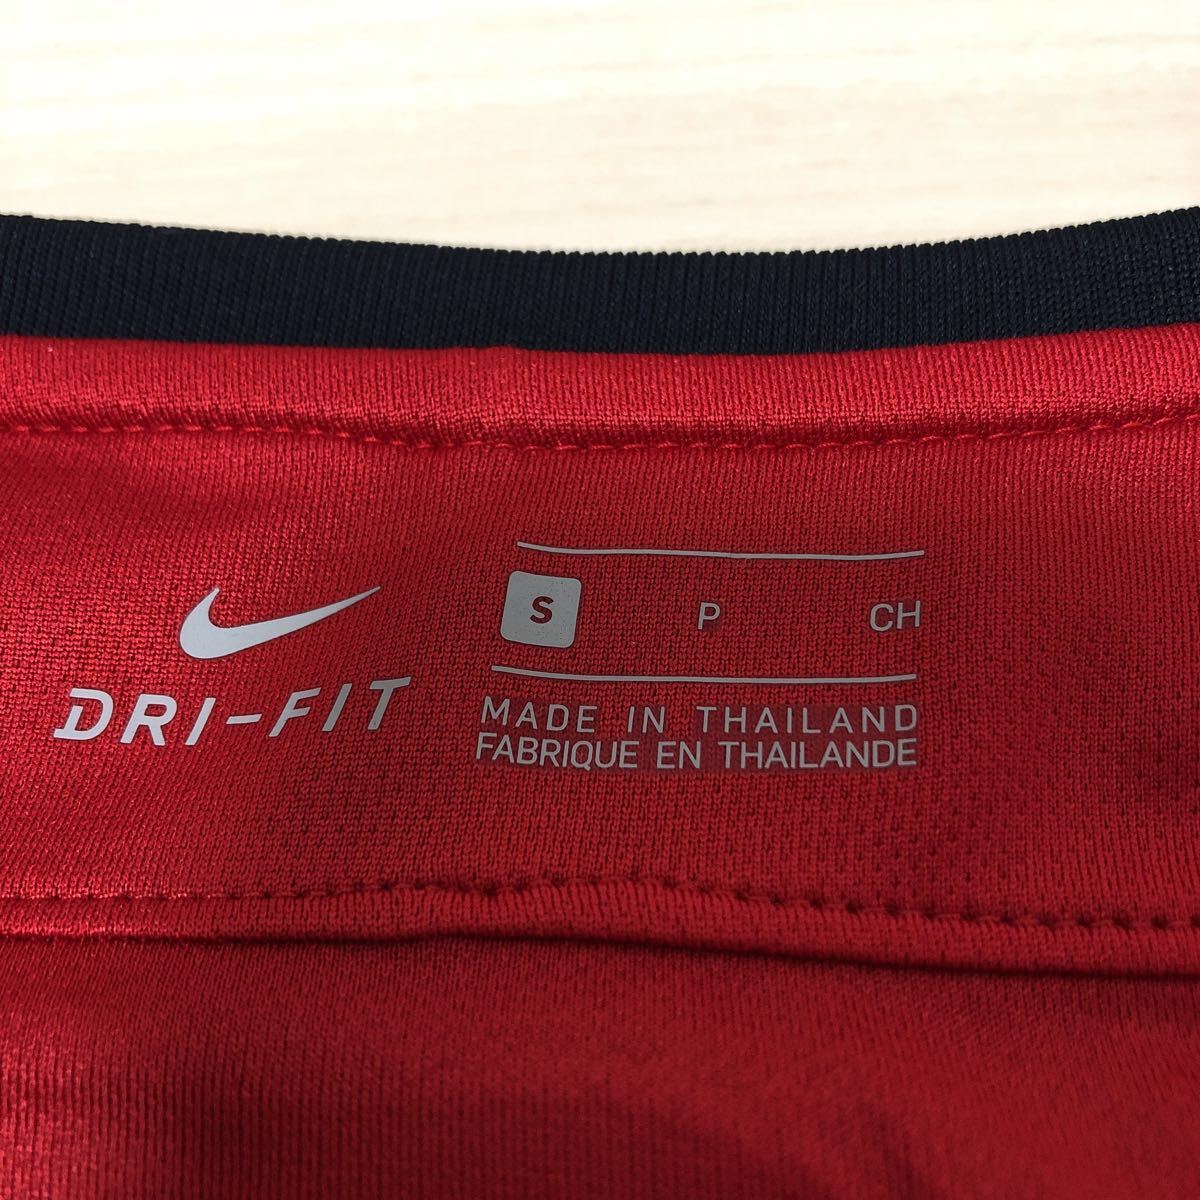 S P CH
DRI-FIT
MADE IN THAILAND
FABRIQUE EN THAILANDE